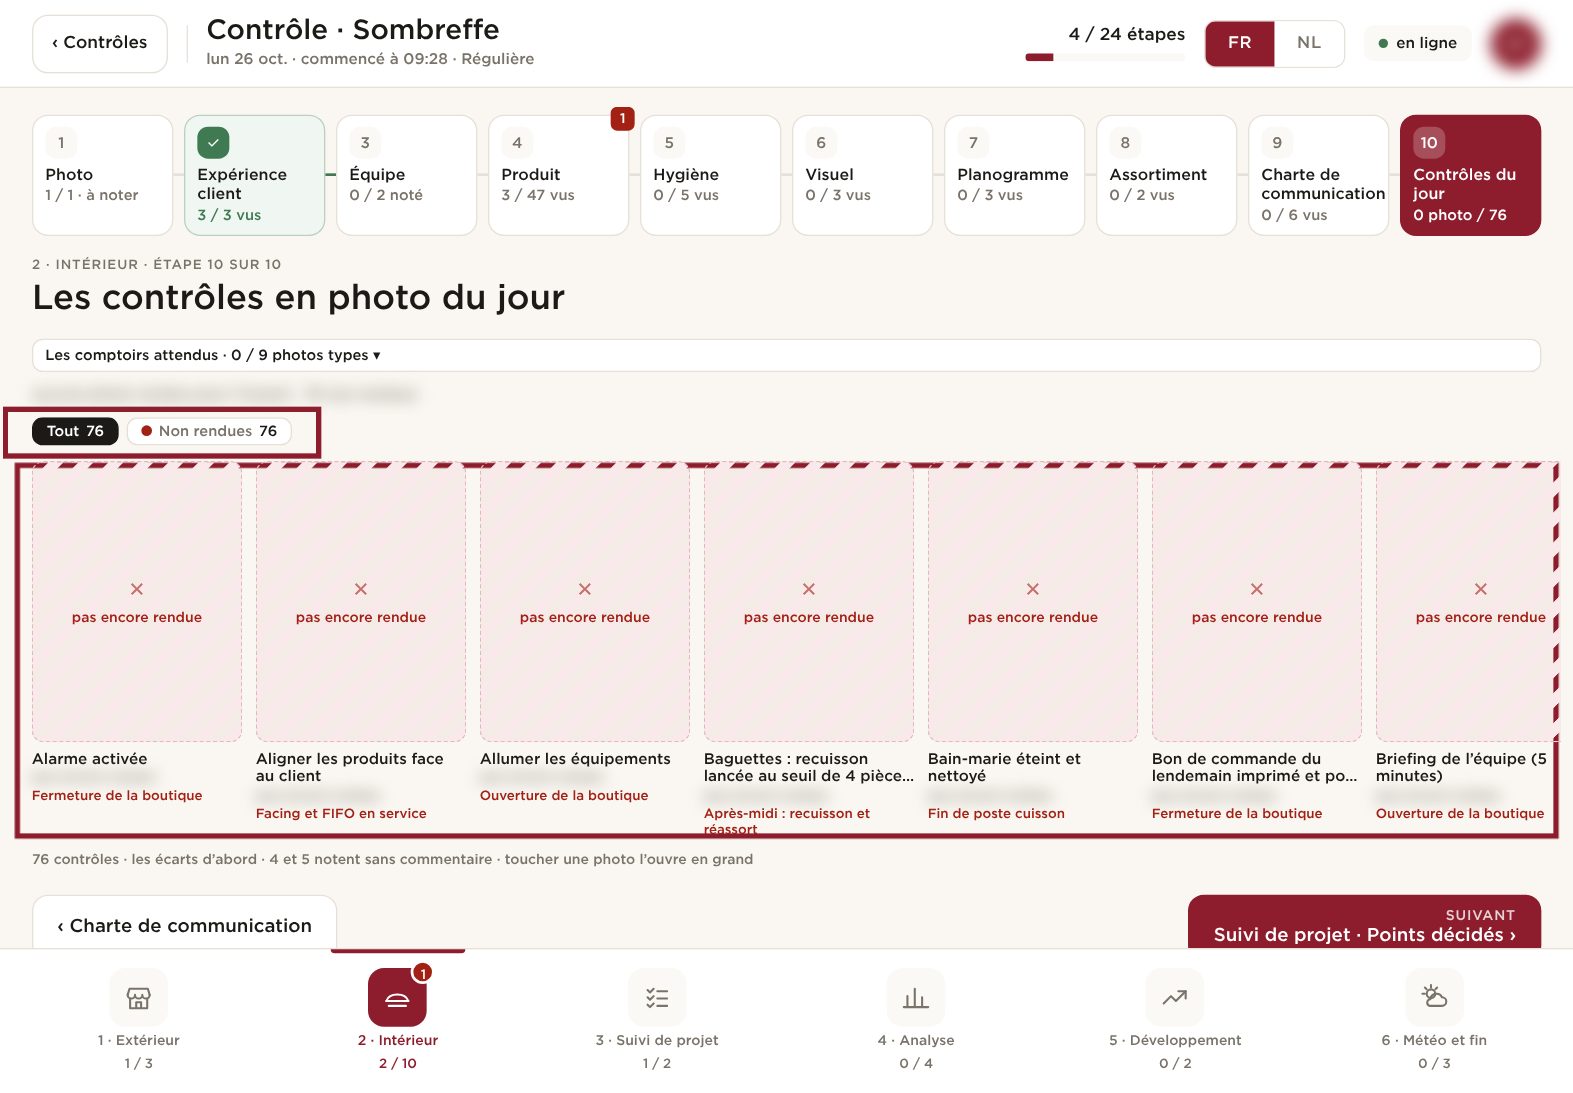 ‹ Contrôles
Contrôle · Sombreffe
lun 26 oct. · commencé à 09:28 · Régulière
4 / 24 étapes
FR
NL
en ligne
1
Photo
1 / 1 · à noter
Expérience
client
3 / 3 vus
3
Équipe
0 / 2 noté
1
4
Produit
3 / 47 vus
5
Hygiène
0 / 5 vus
6
Visuel
0 / 3 vus
7
Planogramme
0 / 3 vus
8
Assortiment
0 / 2 vus
9
Charte de
communication
0 / 6 vus
10
Contrôles du
jour
0 photo / 76
2 · INTÉRIEUR · ÉTAPE 10 SUR 10
Les contrôles en photo du jour
Les comptoirs attendus · 0 / 9 photos types ▾
Tout 76
Non rendues 76
pas encore rendue
pas encore rendue
pas encore rendue
pas encore rendue
pas encore rendue
pas encore rendue
pas encore rendue
Alarme activée
Fermeture de la boutique
Aligner les produits face
au client
Facing et FIFO en service
Allumer les équipements
Ouverture de la boutique
Baguettes : recuisson
lancée au seuil de 4 pièce...
Après-midi : recuisson et
réassort
Bain-marie éteint et
nettoyé
Fin de poste cuisson
Bon de commande du
lendemain imprimé et po...
Fermeture de la boutique
Briefing de l'équipe (5
minutes)
Ouverture de la boutique
76 contrôles · les écarts d'abord · 4 et 5 notent sans commentaire · toucher une photo l'ouvre en grand
‹ Charte de communication
SUIVANT
Suivi de projet · Points décidés ›
1 · Extérieur
1 / 3
1
2 · Intérieur
2 / 10
3 · Suivi de projet
1 / 2
4 · Analyse
0 / 4
5 · Développement
0 / 2
6 · Météo et fin
0 / 3